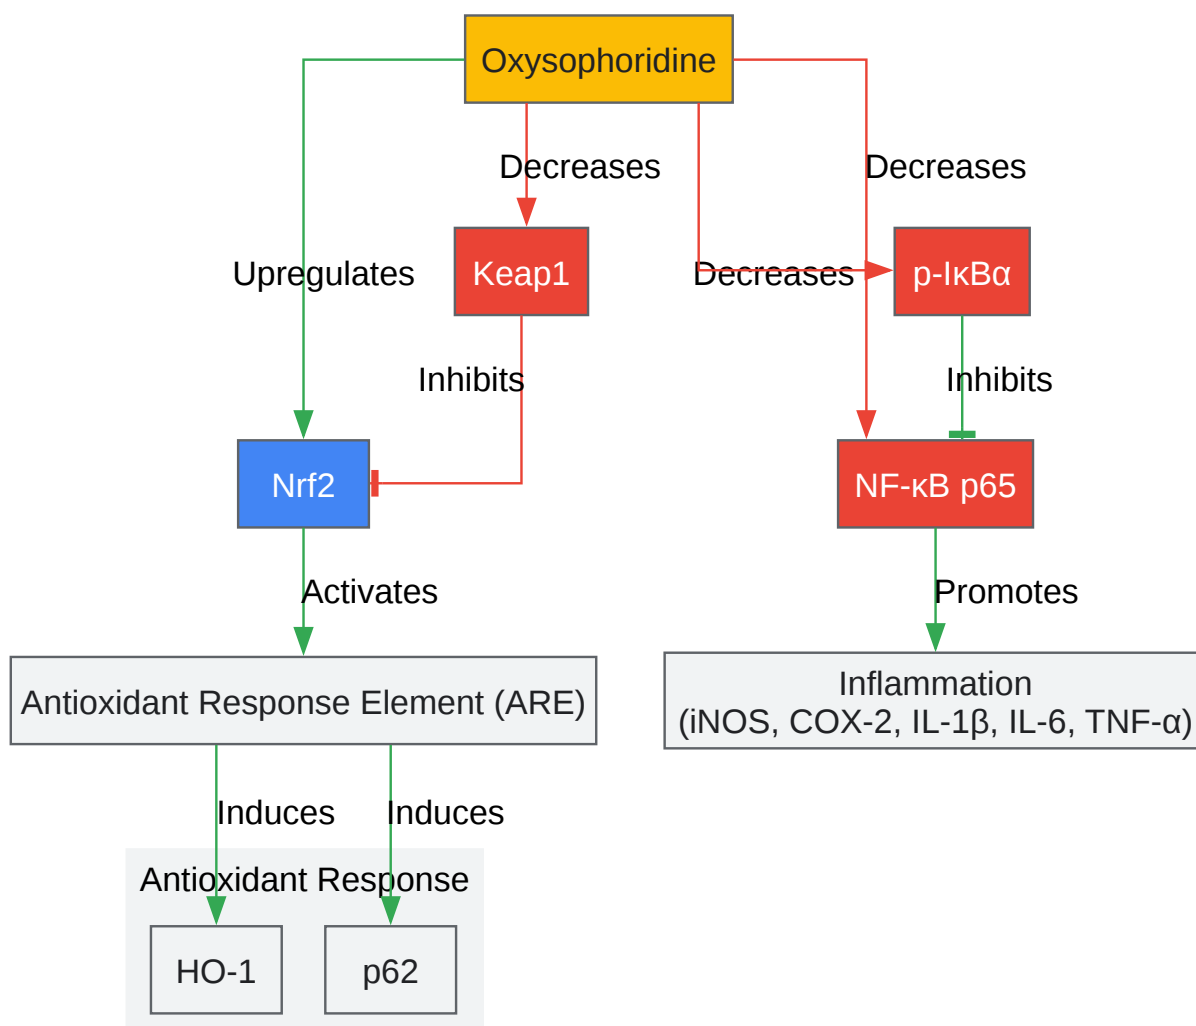 Oxysophoridine
Decreases
Decreases
Keap1
Upregulates
Decreases
p-IκBα
Inhibits
Inhibits
Nrf2
NF-κB p65
Activates
Promotes
Antioxidant Response Element (ARE)
Inflammation
(iNOS, COX-2, IL-1β, IL-6, TNF-α)
Induces
Induces
Antioxidant Response
HO-1
p62